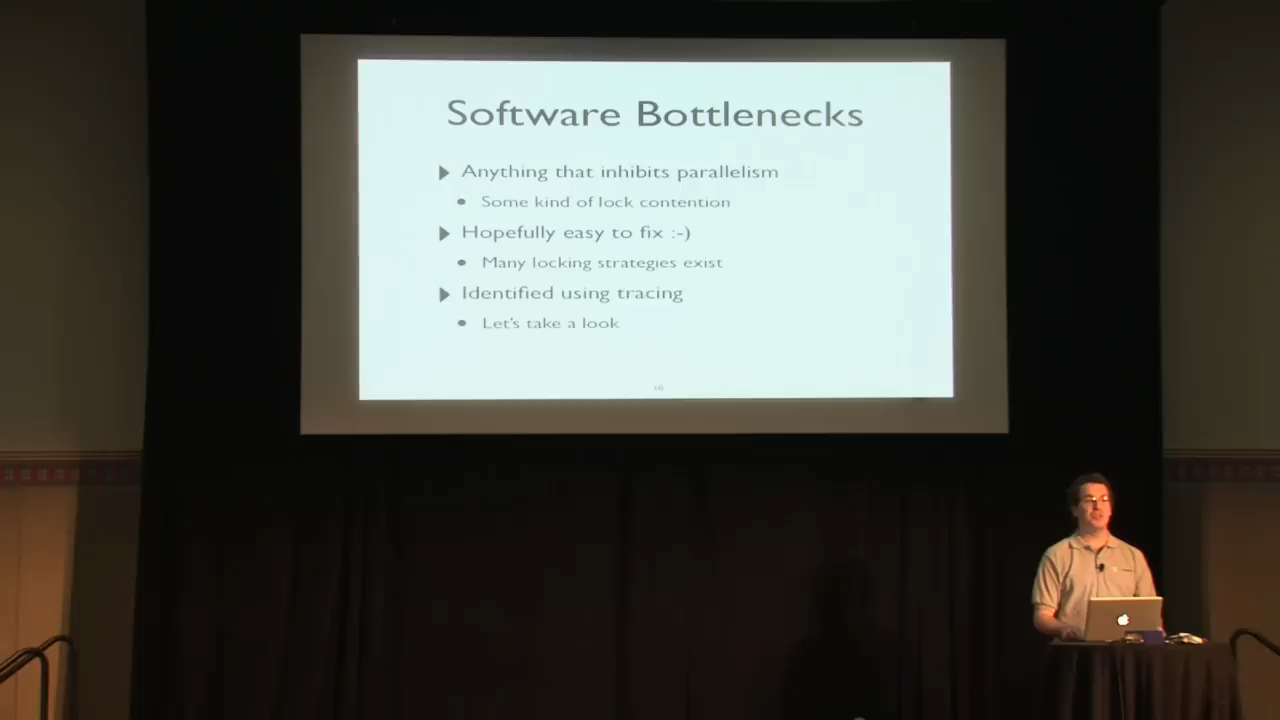 Software Bottlenecks
Anything that inhibits parallelism
Some kind of lock contention
Hopefully easy to fix :-)
Many locking strategies exist
Identified using tracing
Let's take a look